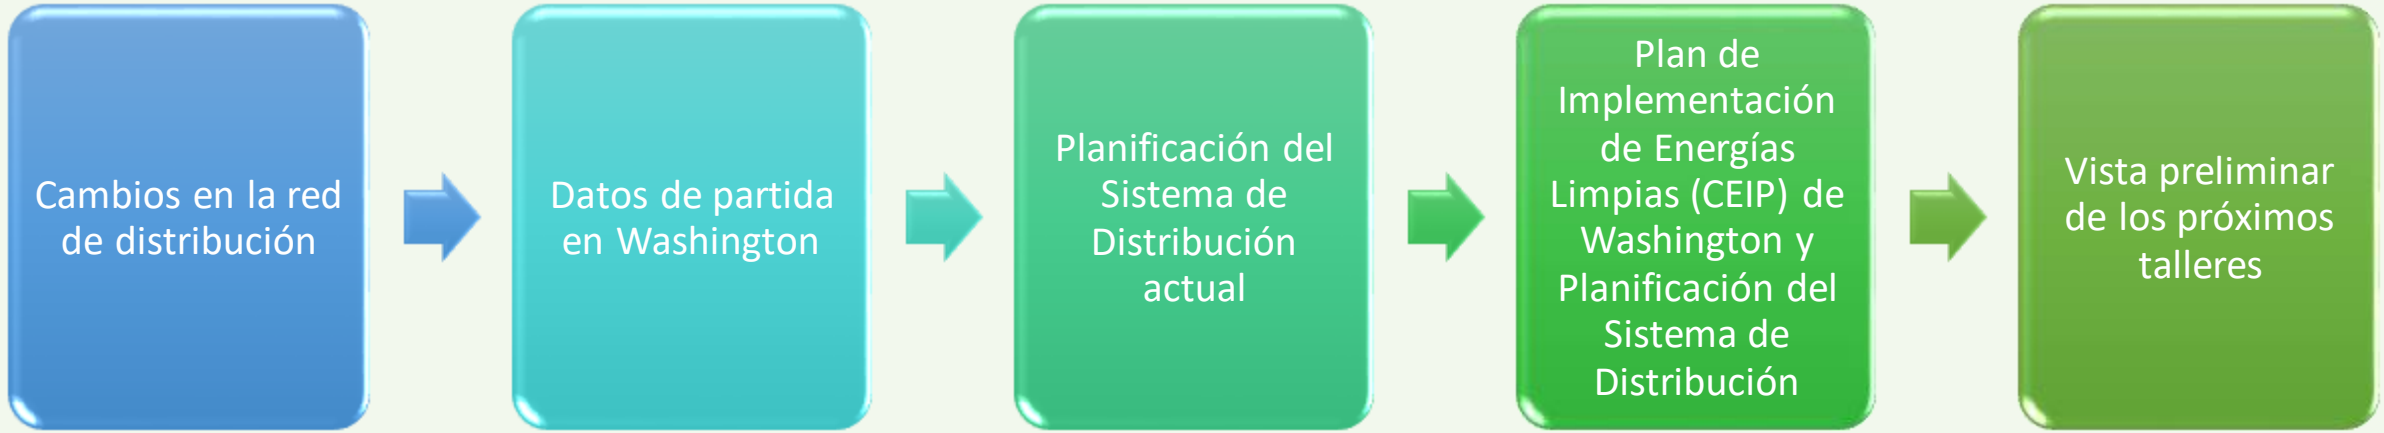 Cambios en la red
de distribución
Datos de partida
en Washington
Planificación del
Sistema de
Distribución
actual
Plan de
Implementación
de Energías
Limpias (CEIP) de
Washington y
Planificación del
Sistema de
Distribución
Vista preliminar
de los próximos
talleres